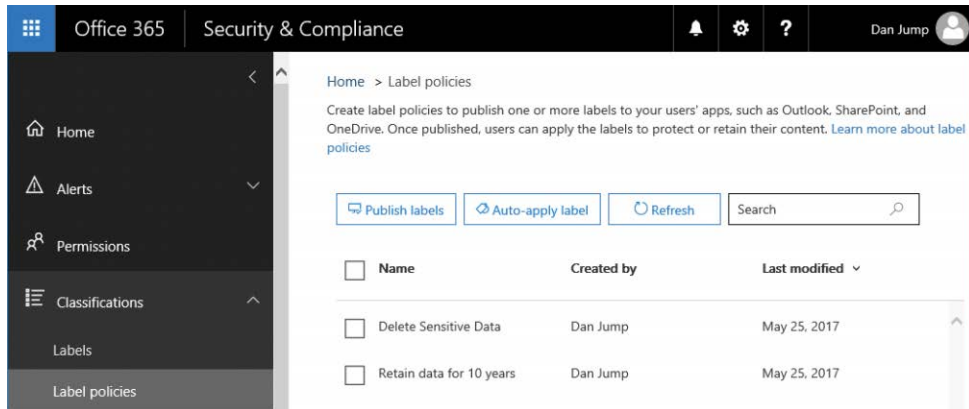 Office 365 Security & Compliance ? Dan Jump
Home
Alerts
Permissions
Classifications
Labels
Label policies
Home > Label policies
Create label policies to publish one or more labels to your users' apps, such as Outlook, SharePoint, and
OneDrive. Once published, users can apply the labels to protect or retain their content. Learn more about label
policies
Publish labels Auto-apply label Refresh Search
Name Created by Last modified
Delete Sensitive Data Dan Jump May 25, 2017
Retain data for 10 years Dan Jump May 25, 2017